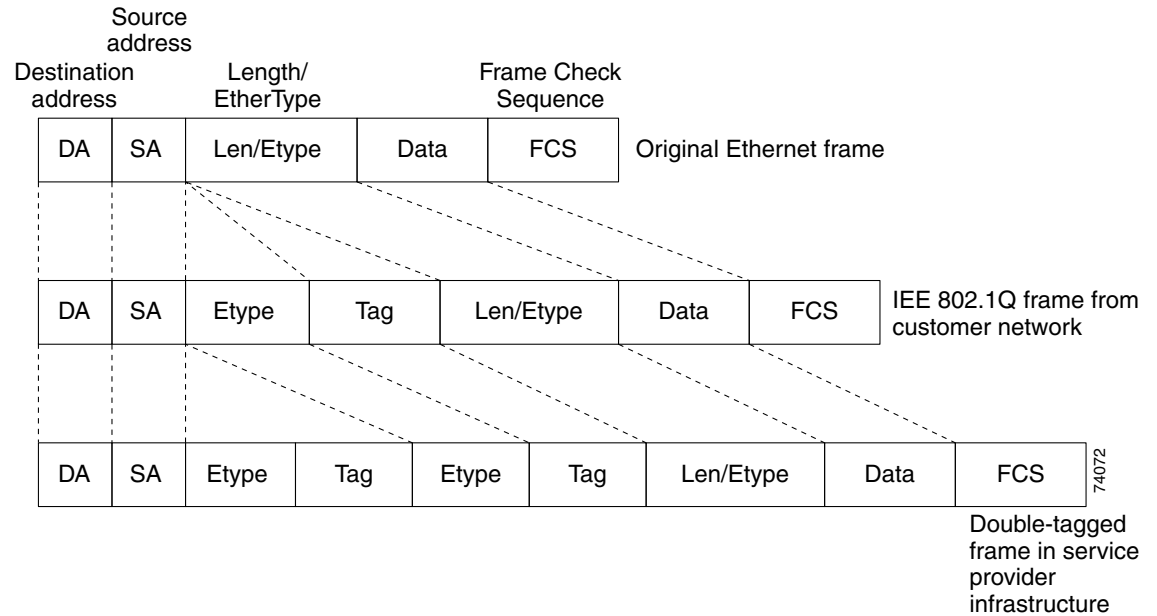 Source
address
Destination
address
Length/
EtherType
Frame Check
Sequence
DA SA Len/Etype Data FCS Original Ethernet frame
DA SA Etype Tag Len/Etype Data FCS
IEE 802.1Q frame from
customer network
DA SA Etype Tag Etype Tag Len/Etype Data FCS
74072
Double-tagged
frame in service
provider
infrastructure